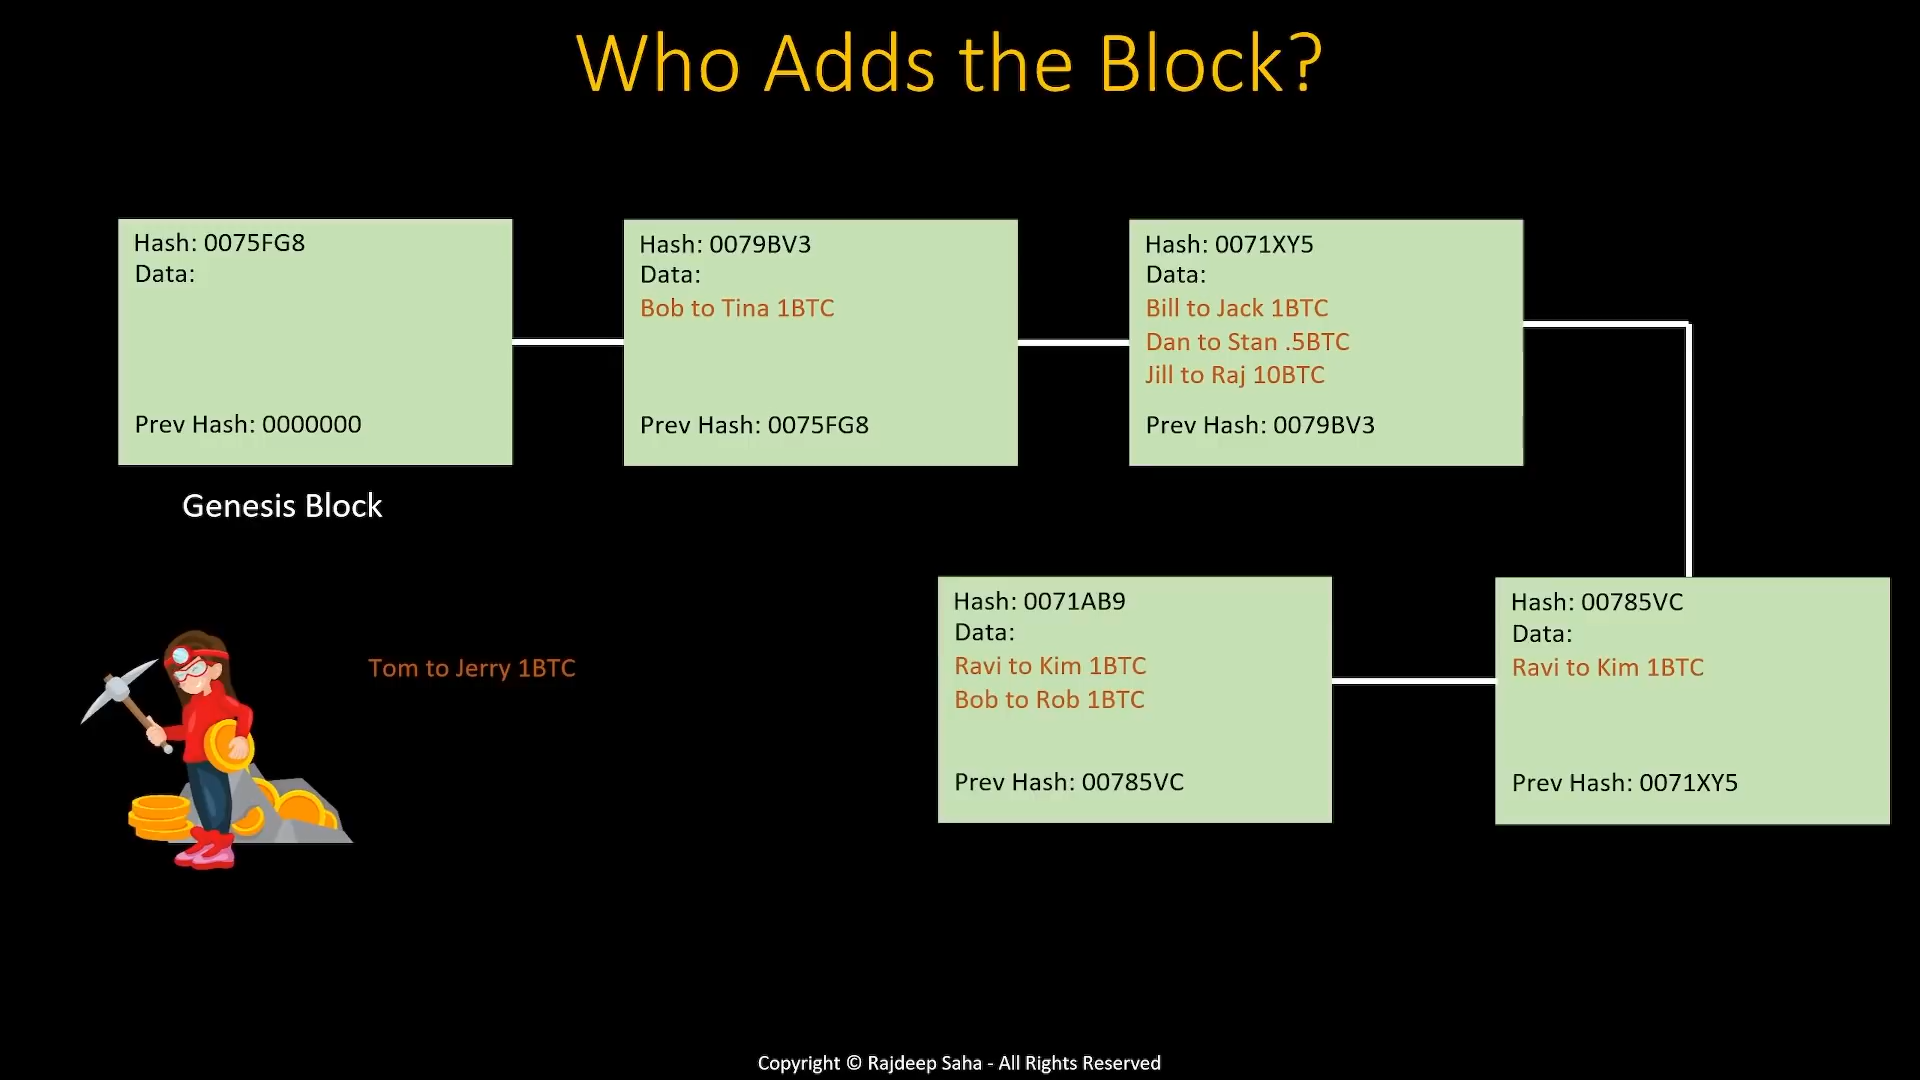 Who Adds the Block?
Hash: 0075FG8
Data:
Prev Hash: 0000000
Genesis Block
Hash: 0079BV3
Data:
Bob to Tina 1BTC
Prev Hash: 0075FG8
Hash: 0071XY5
Data:
Bill to Jack 1BTC
Dan to Stan .5BTC
Jill to Raj 10BTC
Prev Hash: 0079BV3
Tom to Jerry 1BTC
Hash: 0071AB9
Data:
Ravi to Kim 1BTC
Bob to Rob 1BTC
Prev Hash: 00785VC
Hash: 00785VC
Data:
Ravi to Kim 1BTC
Prev Hash: 0071XY5
Copyright © Rajdeep Saha - All Rights Reserved